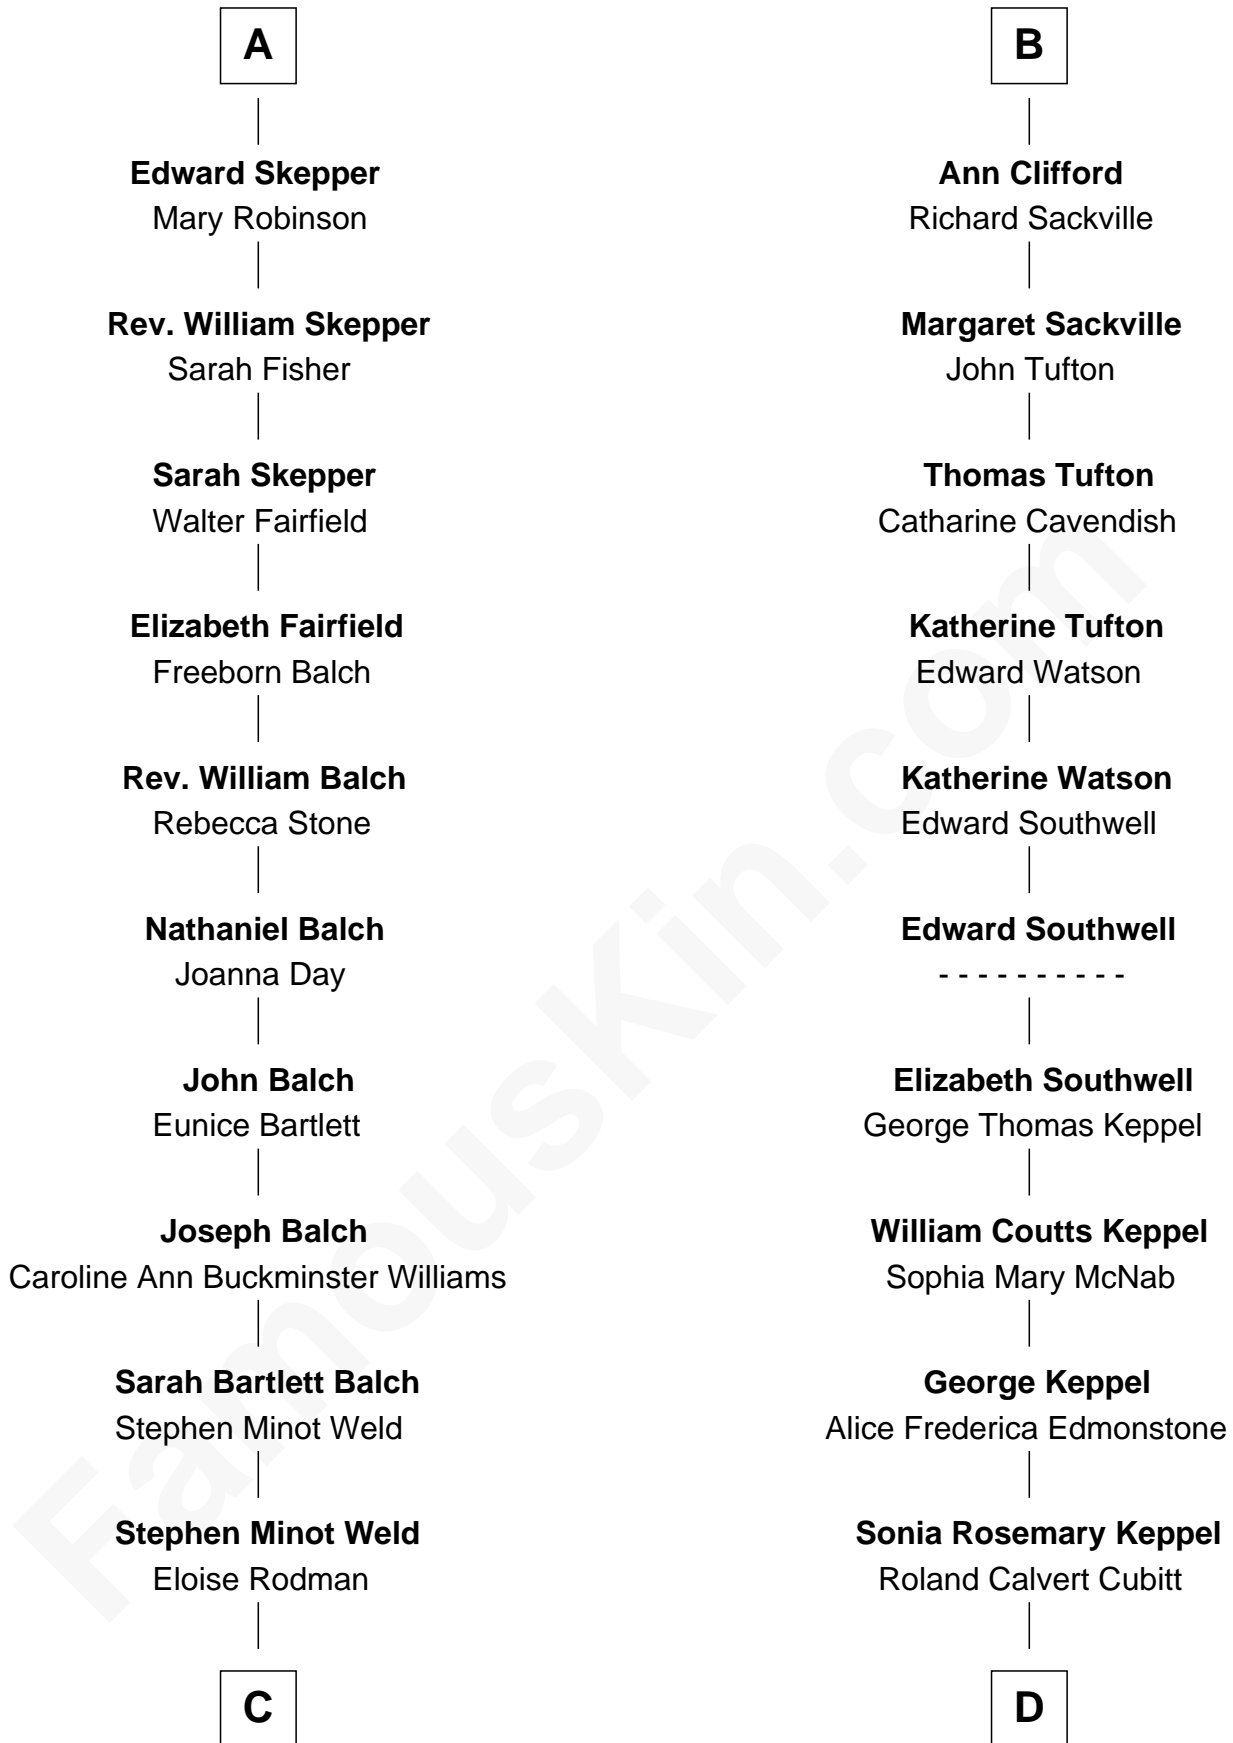 A
Edward Skepper
Mary Robinson
Rev. William Skepper
Sarah Fisher
Sarah Skepper
Walter Fairfield
Elizabeth Fairfield
Freeborn Balch
Rev. William Balch
Rebecca Stone
Nathaniel Balch
Joanna Day
John Balch
Eunice Bartlett
Joseph Balch
Caroline Ann Buckminster Williams
Sarah Bartlett Balch
Stephen Minot Weld
Stephen Minot Weld
Eloise Rodman
C
B
Ann Clifford
Richard Sackville
Margaret Sackville
John Tufton
Thomas Tufton
Catharine Cavendish
Katherine Tufton
Edward Watson
Katherine Watson
Edward Southwell
Edward Southwell
- - - - - - - - - -
Elizabeth Southwell
George Thomas Keppel
William Coutts Keppel
Sophia Mary McNab
George Keppel
Alice Frederica Edmonstone
Sonia Rosemary Keppel
Roland Calvert Cubitt
D
FamousKin.com